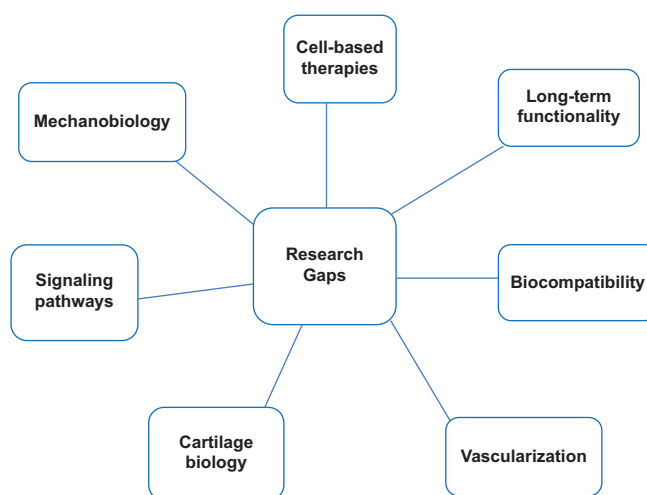 Cell-based
therapies
Long-term
functionality
Mechanobiology
Research
Gaps
Signaling
pathways
Biocompatibility
Cartilage
biology
Vascularization